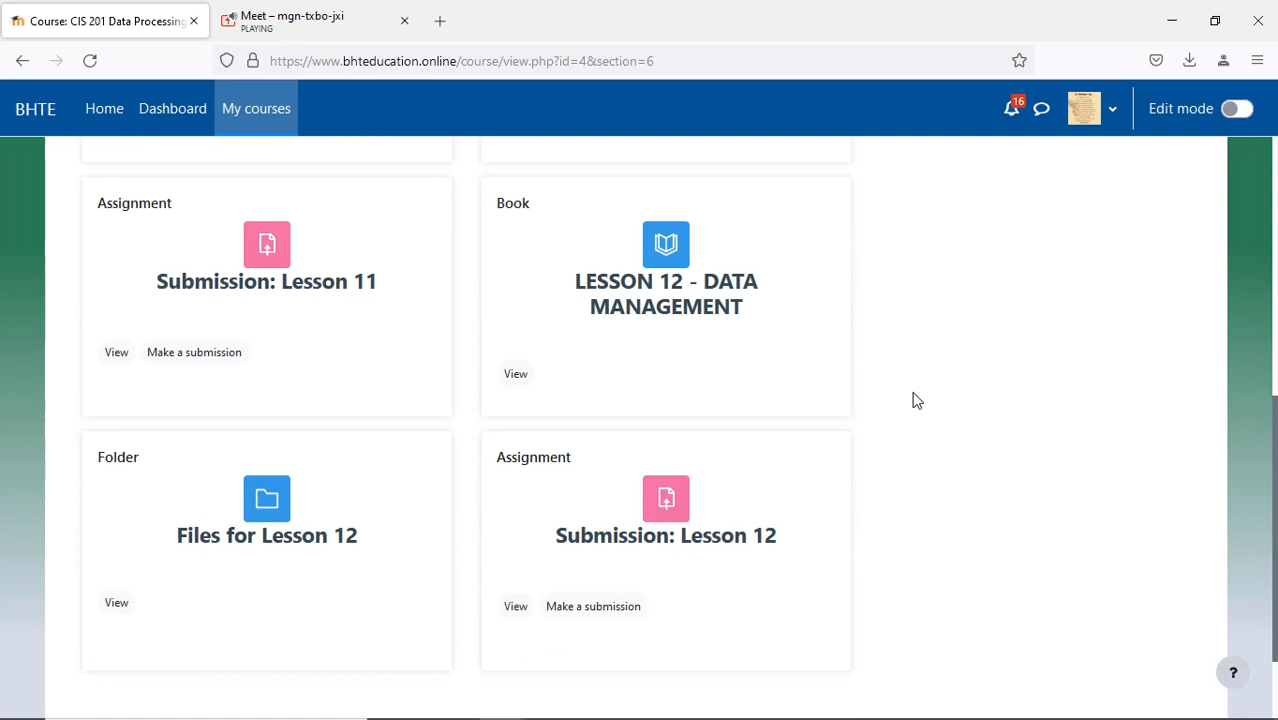 Course: CIS 201 Data Processing
Meet – mgn-txbo-jxi
PLAYING
https://www.bhteducation.online/course/view.php?id=4&section=6
BHTE
Home
Dashboard
My courses
16
Edit mode
Assignment
Submission: Lesson 11
View
Make a submission
Book
LESSON 12 - DATA
MANAGEMENT
View
Folder
Files for Lesson 12
View
Assignment
Submission: Lesson 12
View
Make a submission
?